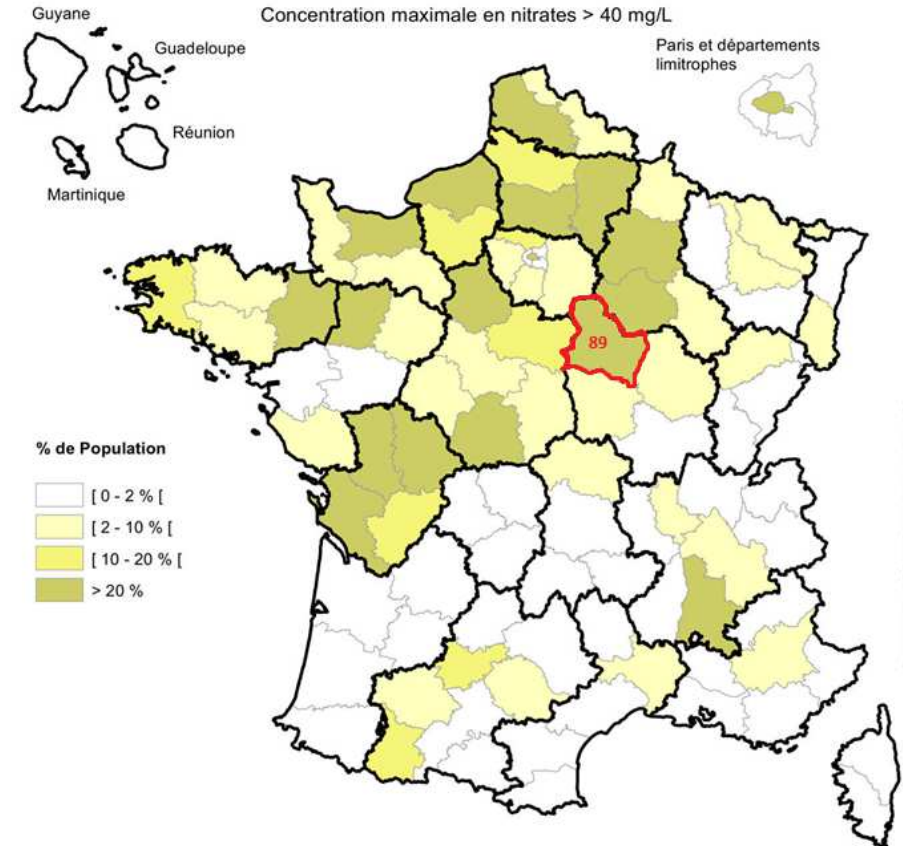 Concentration maximale en nitrates > 40 mg/L
Guyane
Guadeloupe
Réunion
Martinique
Paris et départements
limitrophes
89
% de Population
[ 0 - 2 % [
[ 2 - 10 % [
[ 10 - 20 % [
> 20 %